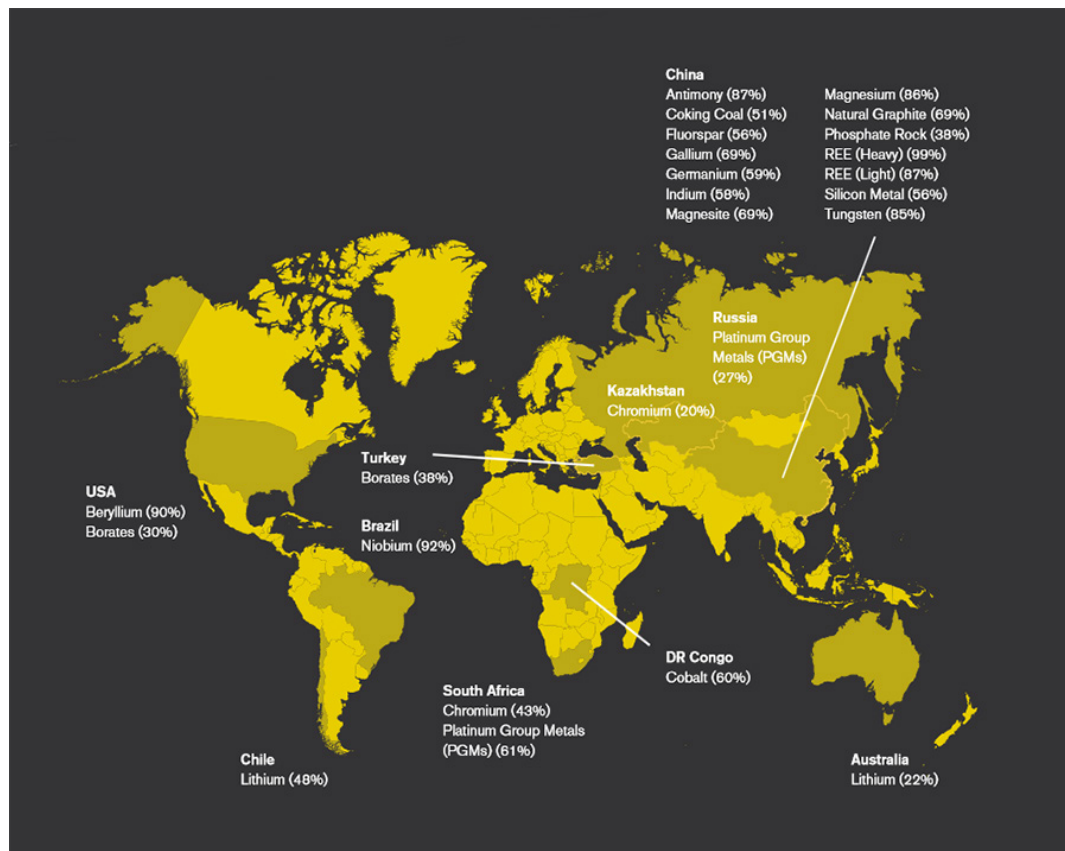 China
Antimony (87%)
Coking Coal (51%)
Fluorspar (56%)
Gallium (69%)
Germanium (59%)
Indium (58%)
Magnesite (69%)
Magnesium (86%)
Natural Graphite (69%)
Phosphate Rock (38%)
REE (Heavy) (99%)
REE (Light) (87%)
Silicon Metal (56%)
Tungsten (85%)
Russia
Platinum Group
Metals (PGMs)
(27%)
Kazakhstan
Chromium (20%)
Turkey
Borates (38%)
USA
Beryllium (90%)
Borates (30%)
Brazil
Niobium (92%)
DR Congo
Cobalt (60%)
South Africa
Chromium (43%)
Platinum Group Metals
(PGMs) (61%)
Chile
Lithium (48%)
Australia
Lithium (22%)